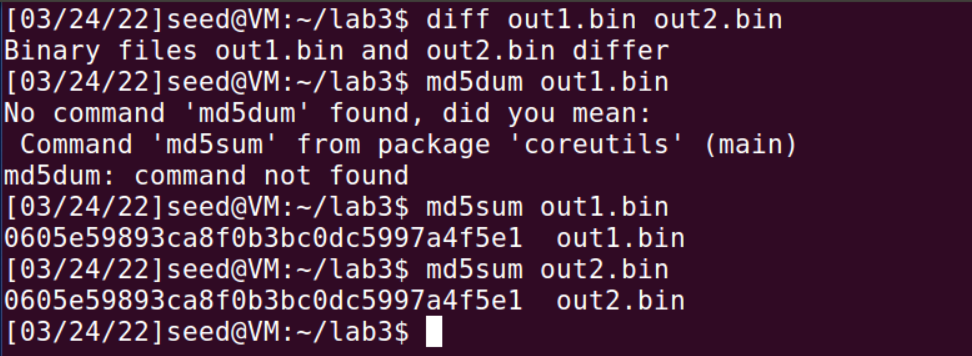 [03/24/22]seed@VM:~/lab3$ diff out1.bin out2.bin
Binary files out1.bin and out2.bin differ
[03/24/22]seed@VM:~/lab3$ md5dum out1.bin
No command 'md5dum' found, did you mean:
 Command 'md5sum' from package 'coreutils' (main)
md5dum: command not found
[03/24/22]seed@VM:~/lab3$ md5sum out1.bin
0605e59893ca8f0b3bc0dc5997a4f5e1  out1.bin
[03/24/22]seed@VM:~/lab3$ md5sum out2.bin
0605e59893ca8f0b3bc0dc5997a4f5e1  out2.bin
[03/24/22]seed@VM:~/lab3$